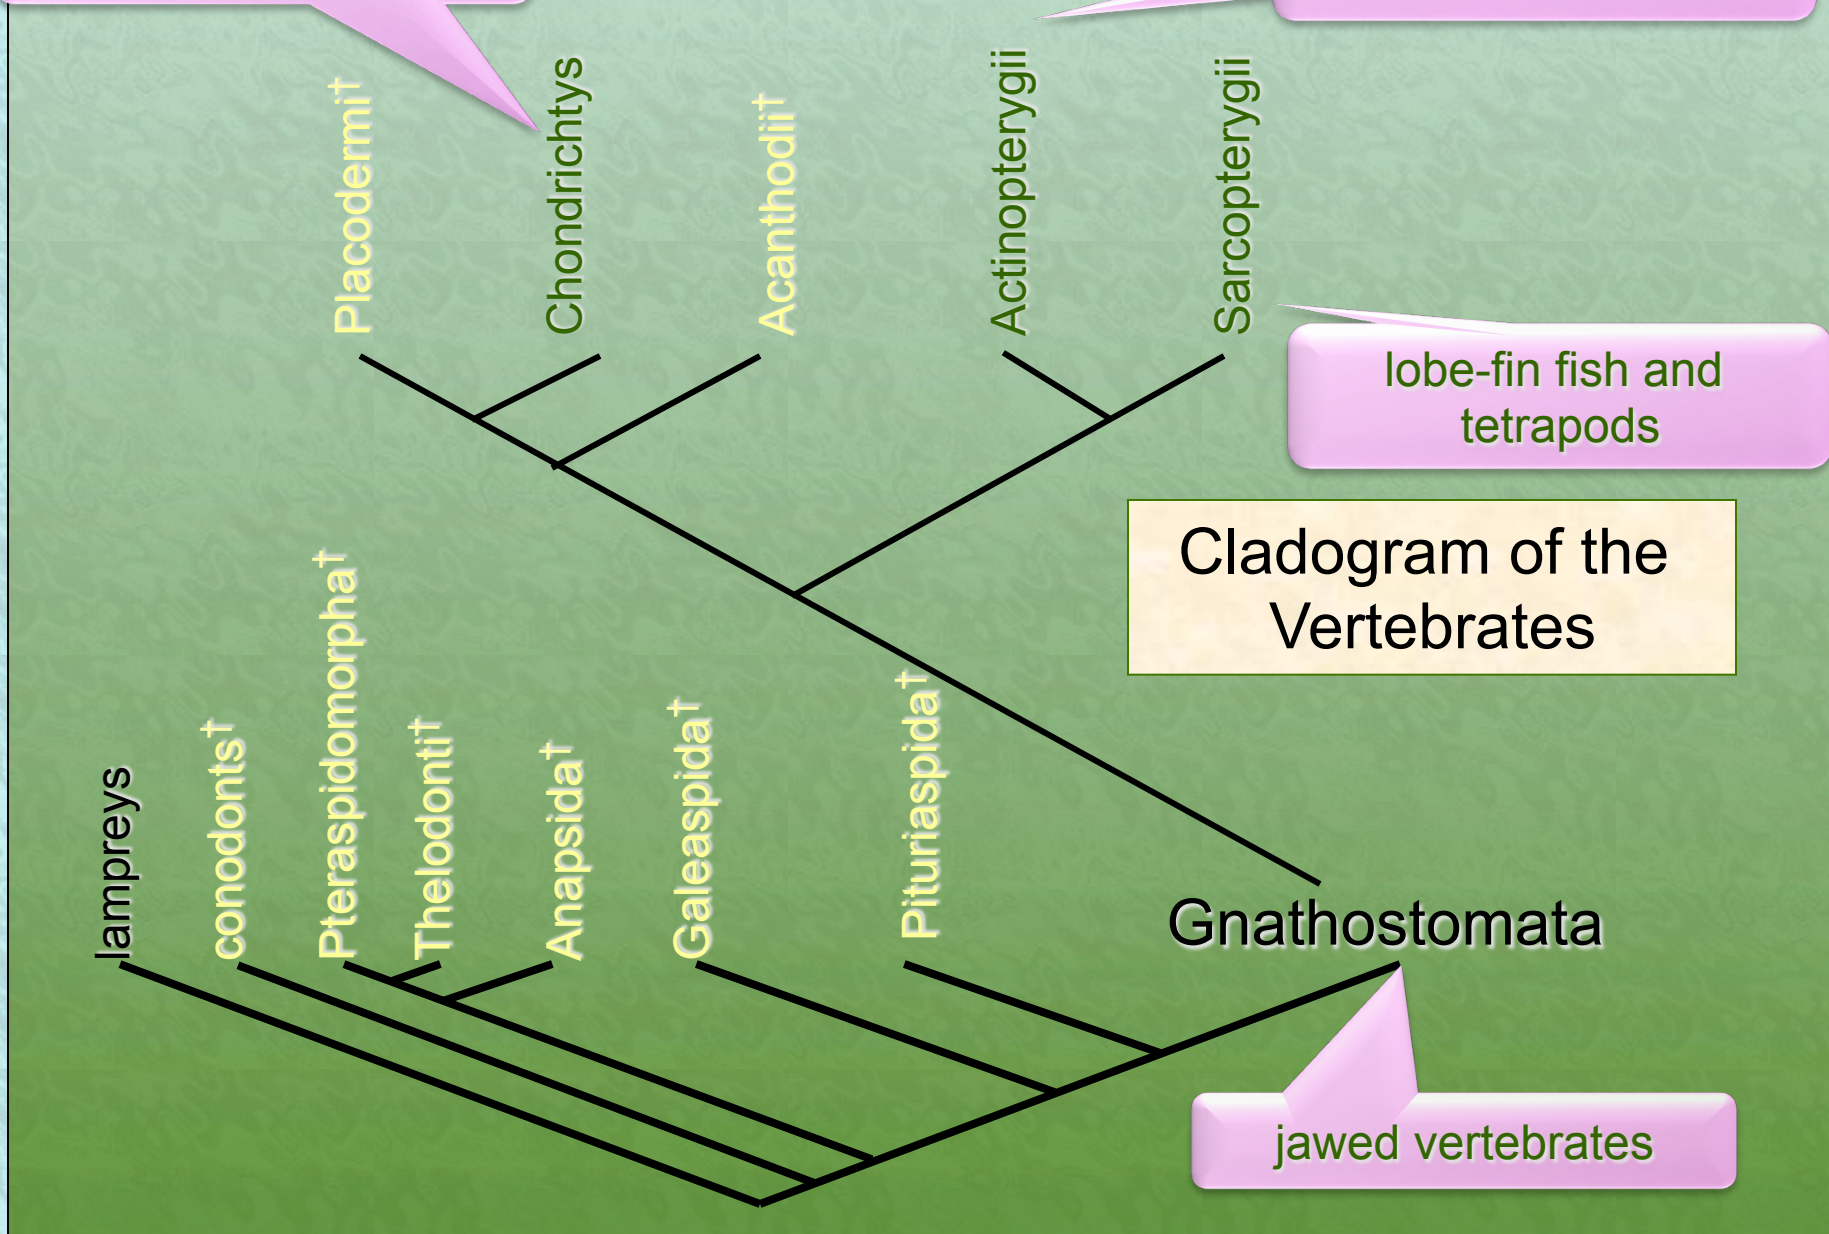 Placodermi†
Chondrichtys
Acanthodii†
Actinopterygii
Sarcopterygii
lobe-fin fish and
tetrapods
Cladogram of the
Vertebrates
lampreys
conodonts†
Pteraspidomorpha†
Thelodonti†
Anapsida†
Galeaspida†
Pituriaspida†
Gnathostomata
jawed vertebrates